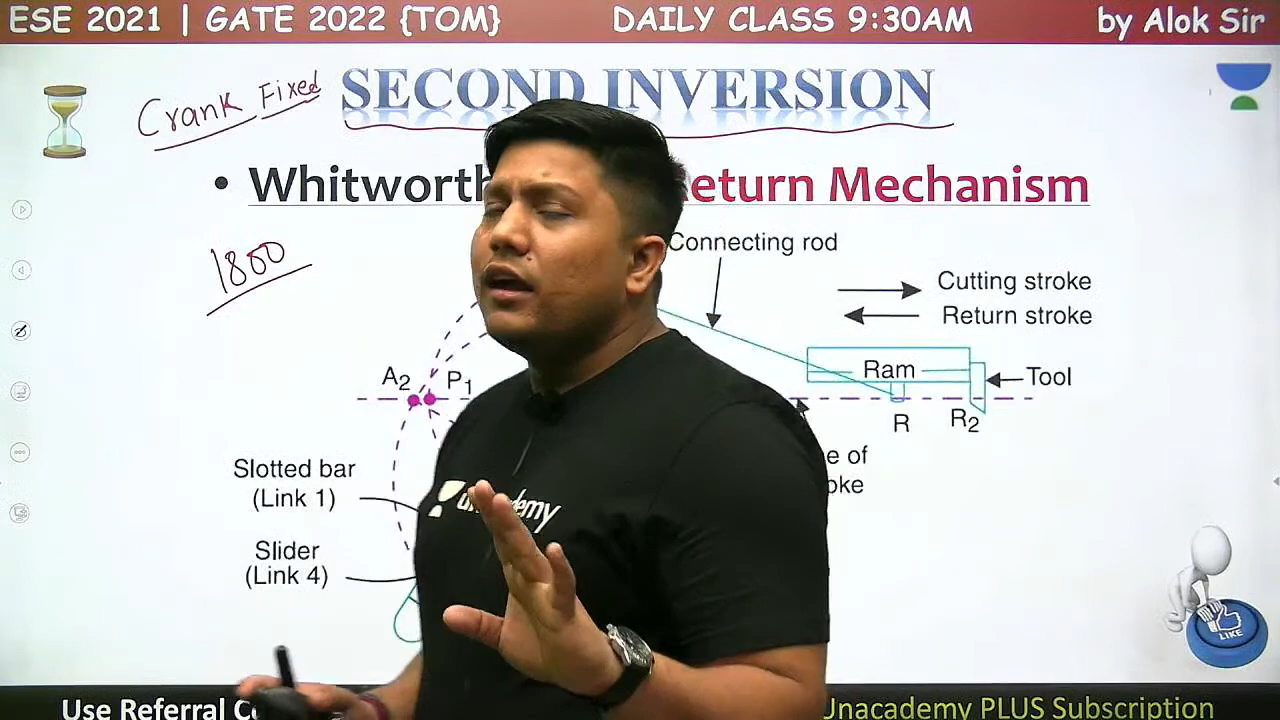 ESE 2021 | GATE 2022 {TOM} DAILY CLASS 9:30AM by Alok Sir
Crank Fixed
SECOND INVERSION
• Whitworth eturn Mechanism
1800
Connecting rod
Cutting stroke
Return stroke
A2 P1
Ram
Tool
R R2
e of
oke
Slotted bar
(Link 1)
Slider
(Link 4)
LIKE
Use Referral C Unacademy PLUS Subscription